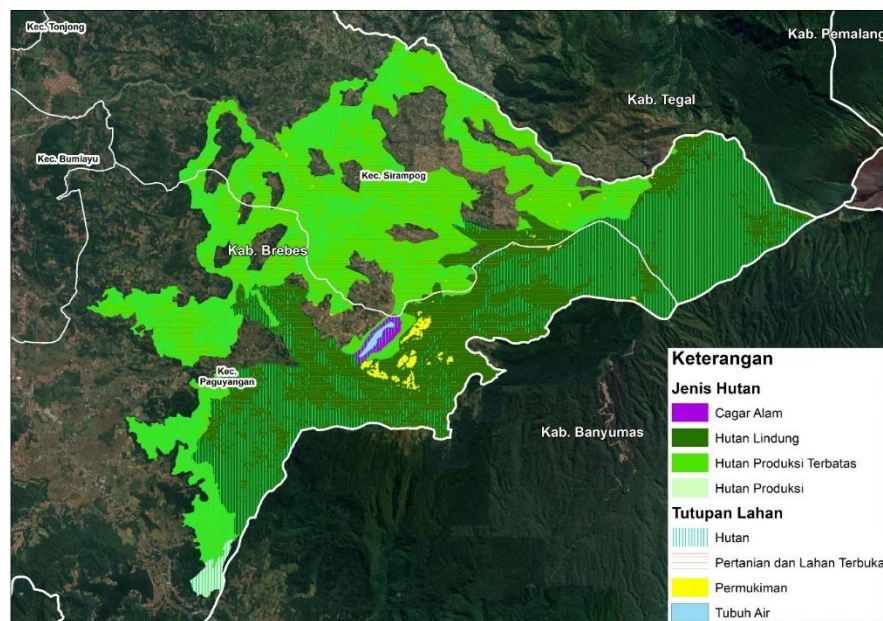 Kec. Tonjong
Kab. Pemalang
Kab. Tegal
Kec. Bumiayu
Kec. Sirampog
Kab. Brebes
Kec.
Paguyangan
Kab. Banyumas
Keterangan
Jenis Hutan
Cagar Alam
Hutan Lindung
Hutan Produksi Terbatas
Hutan Produksi
Tutupan Lahan
Hutan
Pertanian dan Lahan Terbuka
Permukiman
Tubuh Air